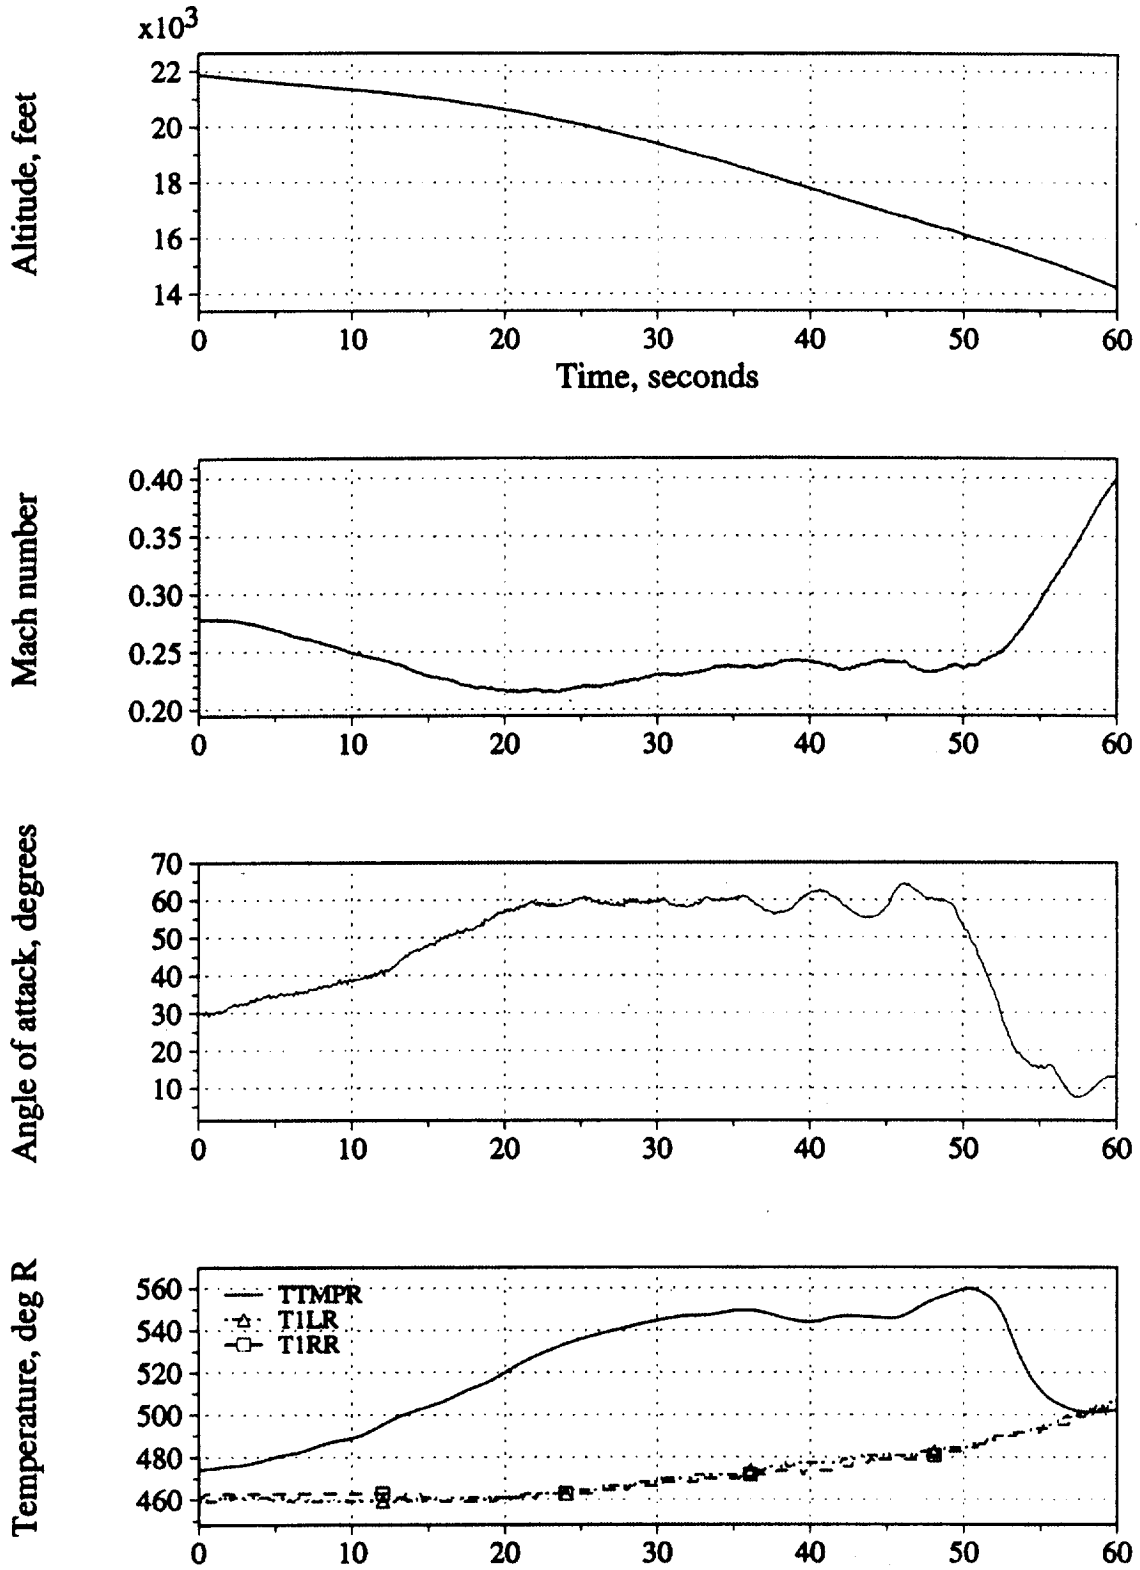 x10³
Altitude, feet
22
20
18
16
14
0 10 20 30 40 50 60
Time, seconds
Mach number
0.40
0.35
0.30
0.25
0.20
0 10 20 30 40 50 60
Angle of attack, degrees
70
60
50
40
30
20
10
0 10 20 30 40 50 60
Temperature, deg R
560
540
520
500
480
460
TTMPR
T1LR
T1RR
0 10 20 30 40 50 60